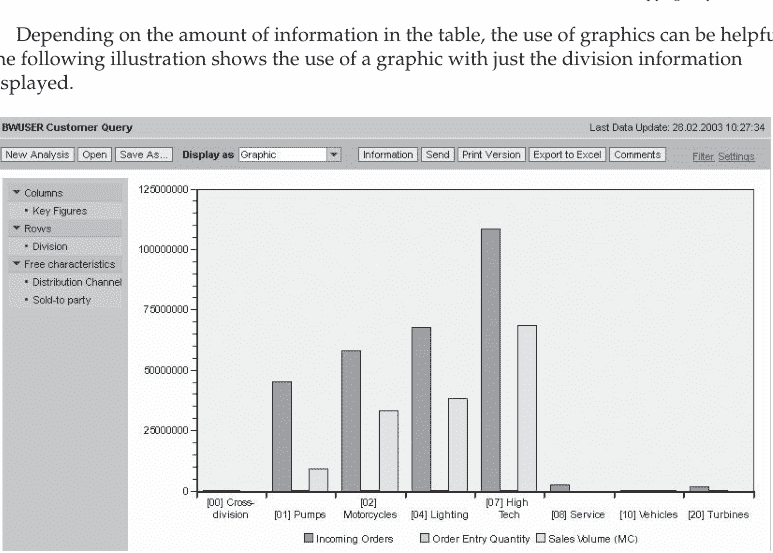 Depending on the amount of information in the table, the use of graphics can be helpfu
he following illustration shows the use of a graphic with just the division information
splayed.
BWUSER Customer Query
Last Data Update: 28.02.2003 10:27:34
New Analysis Open Save As... Display as Graphic Information Send Print Version Export to Excel Comments Filter Settings
Columns
Key Figures
Rows
Division
Free characteristics
Distribution Channel
Sold-to party
125000000
100000000
75000000
50000000
25000000
0
[00] Cross-
division
[01] Pumps
[02]
Motorcycles
[04] Lighting
[07] High
Tech
[08] Service
[10] Vehicles
[20] Turbines
Incoming Orders Order Entry Quantity Sales Volume (MC)